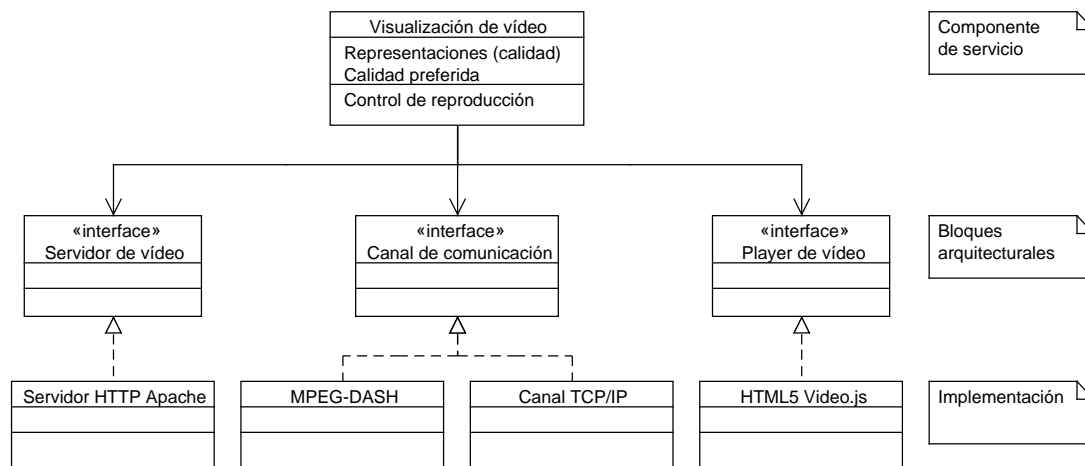 Visualización de vídeo
Representaciones (calidad)
Calidad preferida
Control de reproducción
Componente
de servicio
«interface»
Servidor de vídeo
«interface»
Canal de comunicación
«interface»
Player de vídeo
Bloques
arquitecturales
Servidor HTTP Apache
MPEG-DASH
Canal TCP/IP
HTML5 Video.js
Implementación